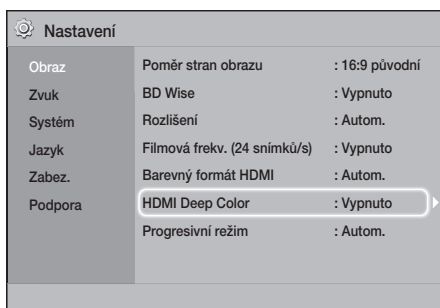 Nastavení
Obraz
Zvuk
Systém
Jazyk
Zabez.
Podpora
Poměr stran obrazu : 16:9 původní
BD Wise : Vypnuto
Rozlišení : Autom.
Filmová frekv. (24 snímků/s) : Vypnuto
Barevný formát HDMI : Autom.
HDMI Deep Color : Vypnuto
Progresivní režim : Autom.